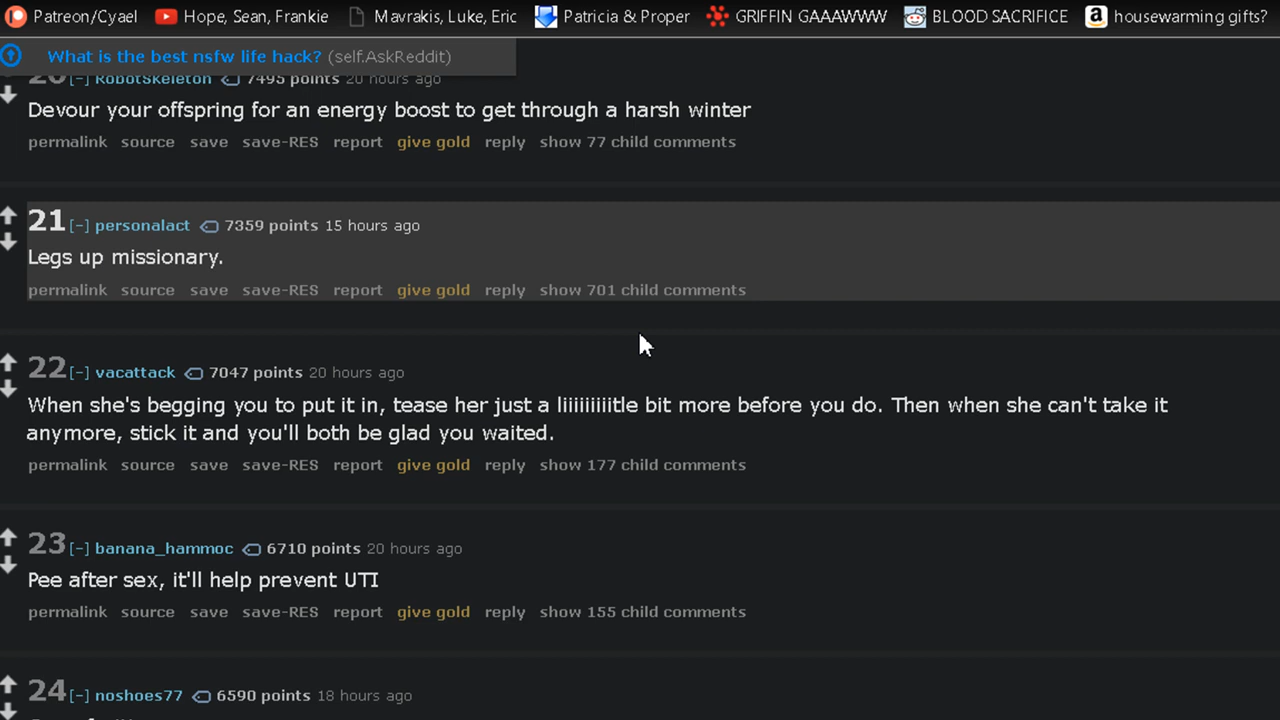 Patreon/Cyael Hope, Sean, Frankie Mavrakis, Luke, Eric Patricia & Proper GRIFFIN GAAAWWW BLOOD SACRIFICE housewarming gifts?
What is the best nsfw life hack? (self.AskReddit)
20 [-] RobotSkeleton 7495 points 20 hours ago
Devour your offspring for an energy boost to get through a harsh winter
permalink source save save-RES report give gold reply show 77 child comments
21 [-] personalact 7359 points 15 hours ago
Legs up missionary.
permalink source save save-RES report give gold reply show 701 child comments
22 [-] vacattack 7047 points 20 hours ago
When she's begging you to put it in, tease her just a liiiiiiiiitle bit more before you do. Then when she can't take it
anymore, stick it and you'll both be glad you waited.
permalink source save save-RES report give gold reply show 177 child comments
23 [-] banana_hammoc 6710 points 20 hours ago
Pee after sex, it'll help prevent UTI
permalink source save save-RES report give gold reply show 155 child comments
24 [-] noshoes77 6590 points 18 hours ago